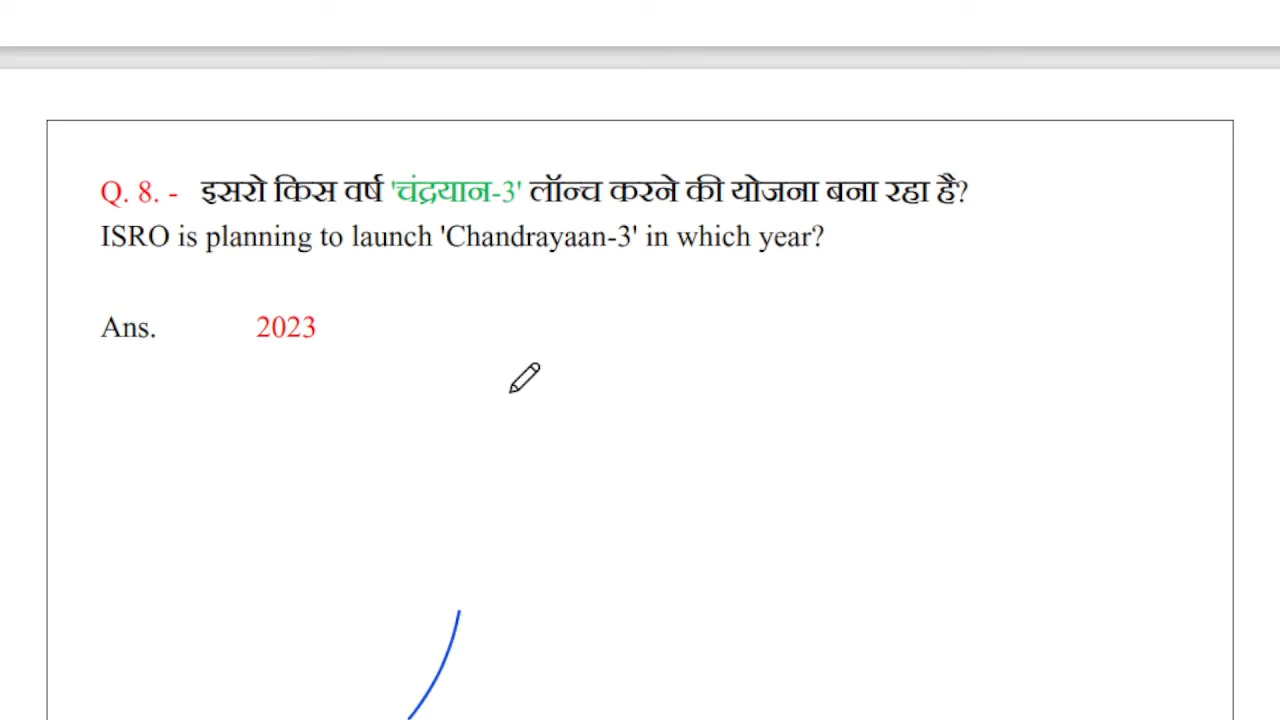 Q. 8. - इसरो किस वर्ष 'चंद्रयान-3' लॉन्च करने की योजना बना रहा है?
ISRO is planning to launch 'Chandrayaan-3' in which year?
Ans. 2023